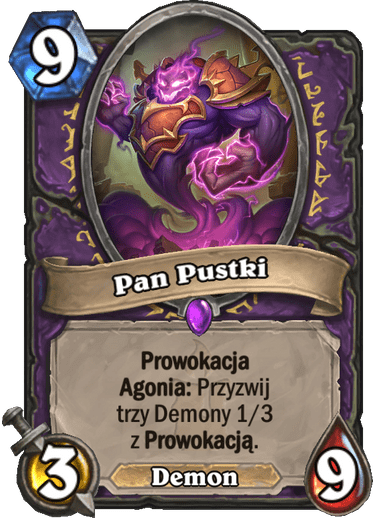 9
Pan Pustki
Prowokacja
Agonia: Przyzwij
trzy Demony 1/3
z Prowokacją.
3
Demon
9